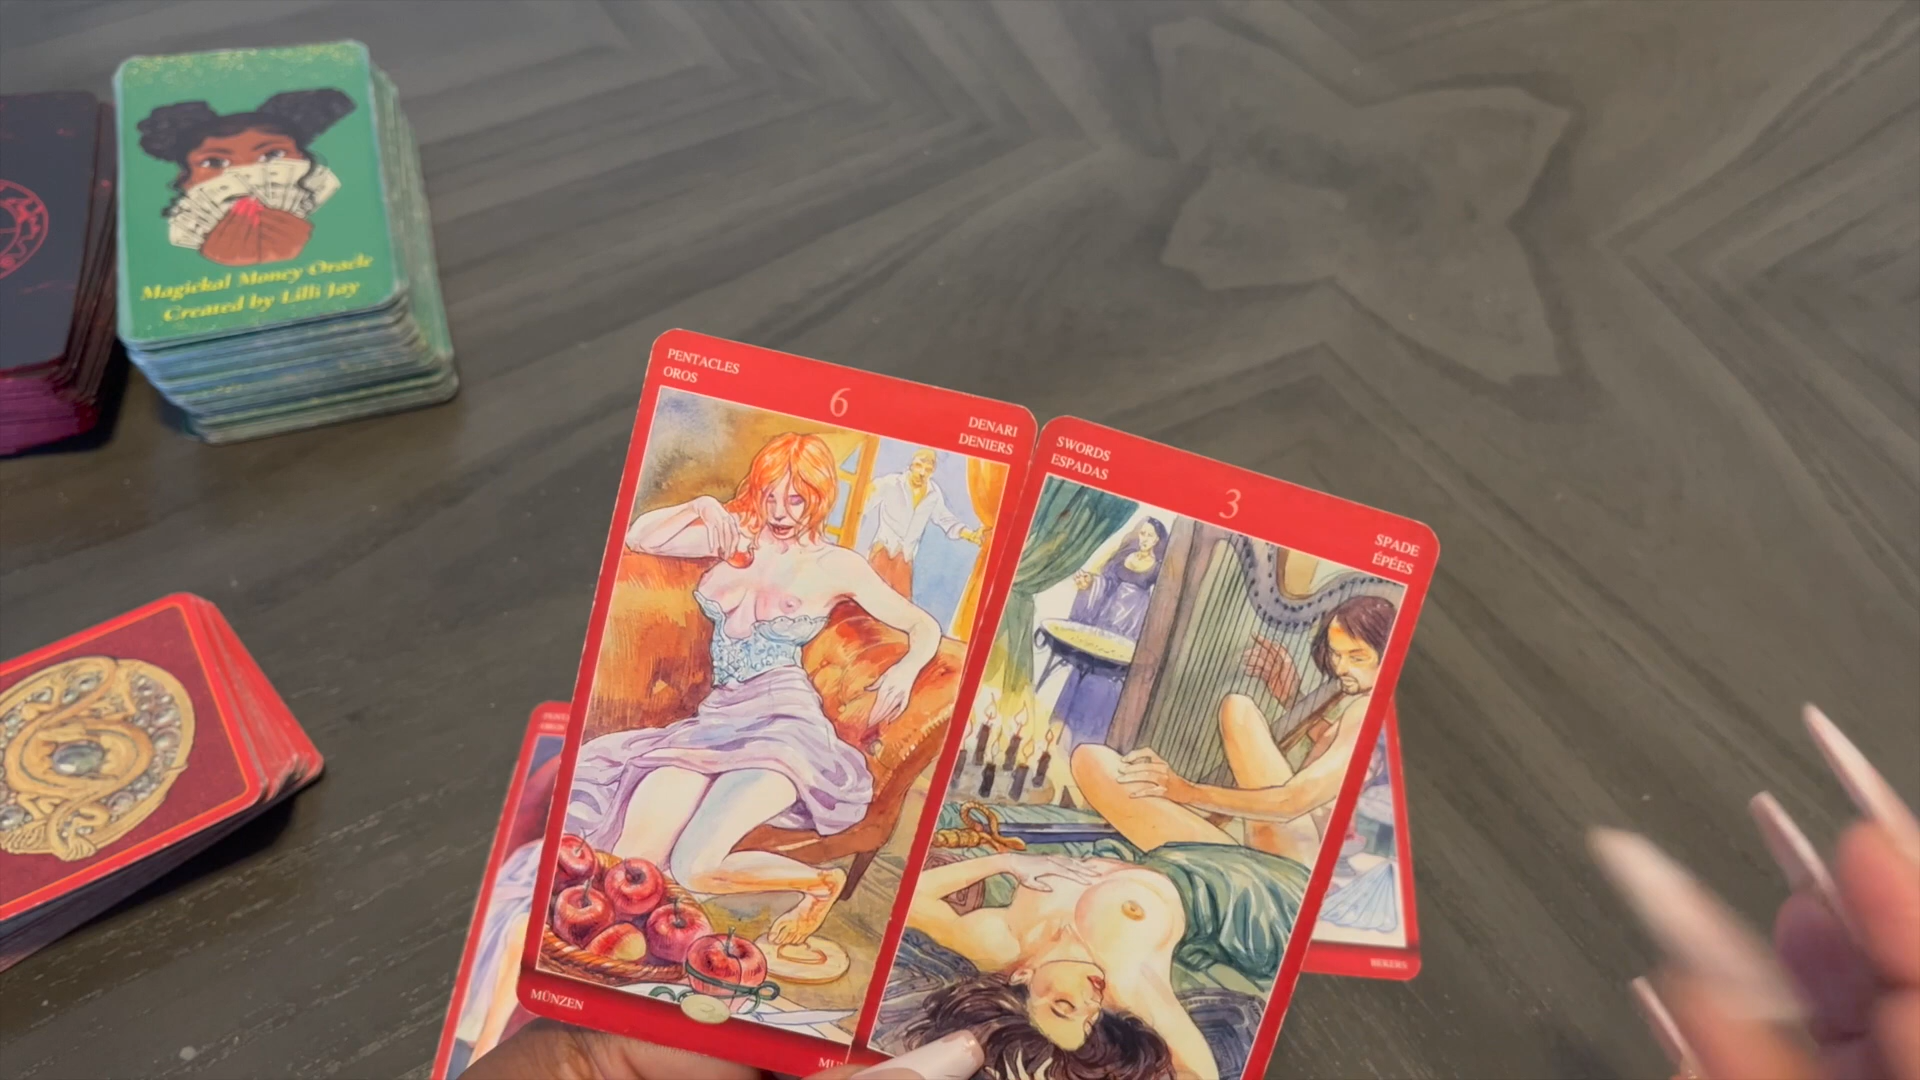 Magickal Money Oracle
Created by Lilli Jay
PENTACLES
OROS
6
DENARI
DENIERS
MÜNZEN
SWORDS
ESPADAS
3
SPADE
ÉPÉES
BEKERS